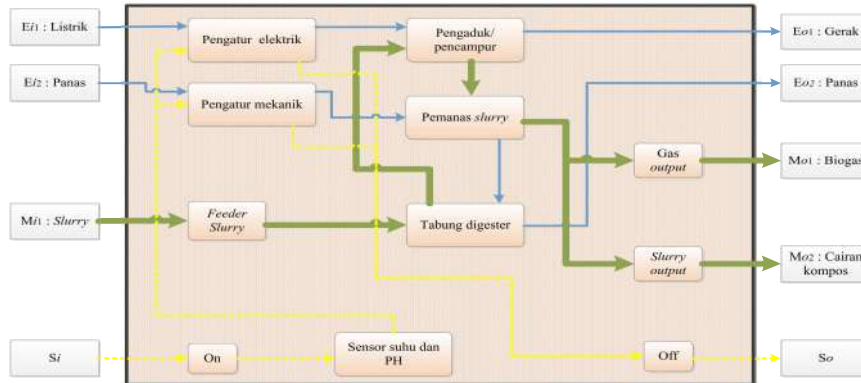 Ei1 : Listrik
Pengatur elektrik
Pengaduk/
pencampur
Eo1 : Gerak
Ei2 : Panas
Pengatur mekanik
Pemanas slurry
Eo2 : Panas
Gas
output
Mo1 : Biogas
Mi1 : Slurry
Feeder
Slurry
Tabung digester
Slurry
output
Mo2 : Cairan
kompos
Si
On
Sensor suhu dan
PH
Off
So